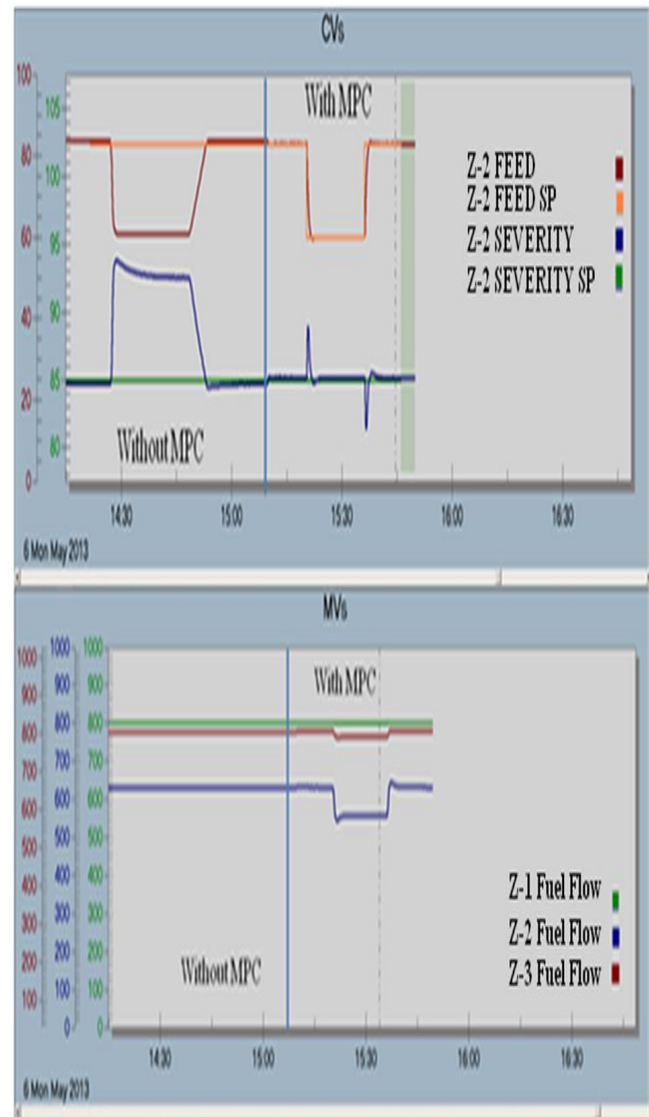 CVs
100
80
60
40
20
0
105
100
95
90
85
80
With MPC
Without MPC
Z-2 FEED
Z-2 FEED SP
Z-2 SEVERITY
Z-2 SEVERITY SP
14:30 15:00 15:30 16:00 16:30
6 Mon May 2013
MVs
1000 1000 1000
900 900 900
800 800 800
700 700 700
600 600 600
500 500 500
400 400 400
300 300 300
200 200 200
100 100 100
0 0
With MPC
Without MPC
Z-1 Fuel Flow
Z-2 Fuel Flow
Z-3 Fuel Flow
14:30 15:00 15:30 16:00 16:30
6 Mon May 2013